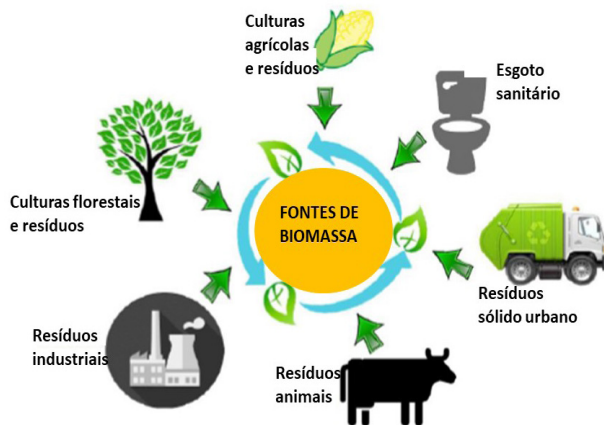 Culturas
agrícolas
e resíduos
Esgoto
sanitário
Culturas florestais
e resíduos
FONTES DE
BIOMASSA
Resíduos
sólido urbano
Resíduos
industriais
Resíduos
animais